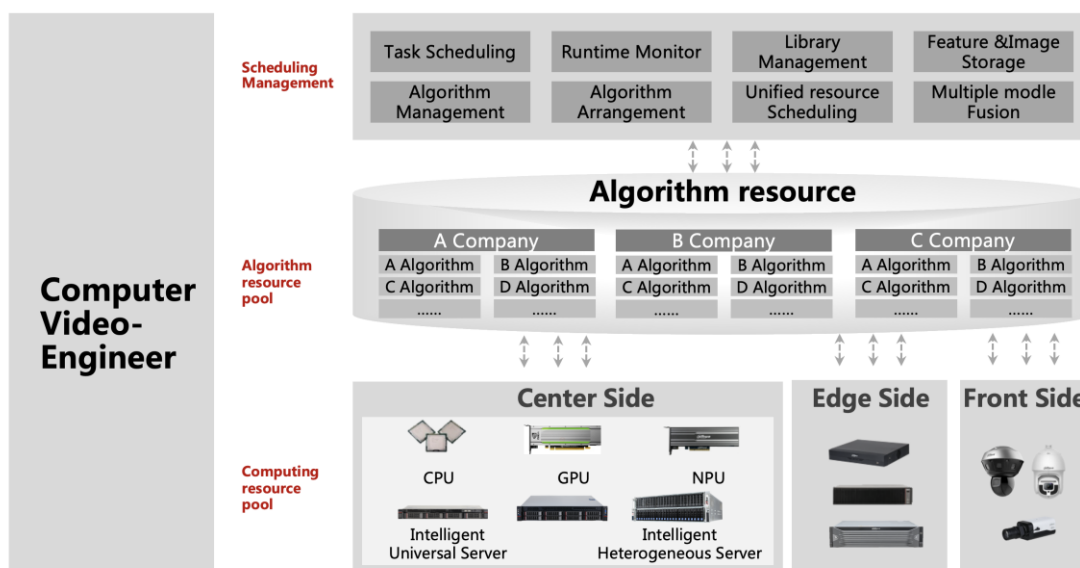 Computer
Video-
Engineer
Scheduling
Management
Task Scheduling
Runtime Monitor
Library
Management
Feature &Image
Storage
Algorithm
Management
Algorithm
Arrangement
Unified resource
Scheduling
Multiple modle
Fusion
Algorithm resource
Algorithm
resource
pool
A Company
B Company
C Company
A Algorithm
B Algorithm
A Algorithm
B Algorithm
A Algorithm
B Algorithm
C Algorithm
D Algorithm
C Algorithm
D Algorithm
C Algorithm
D Algorithm
......
......
......
......
......
......
Computing
resource
pool
Center Side
Edge Side
Front Side
CPU
GPU
NPU
Intelligent
Universal Server
Intelligent
Heterogeneous Server